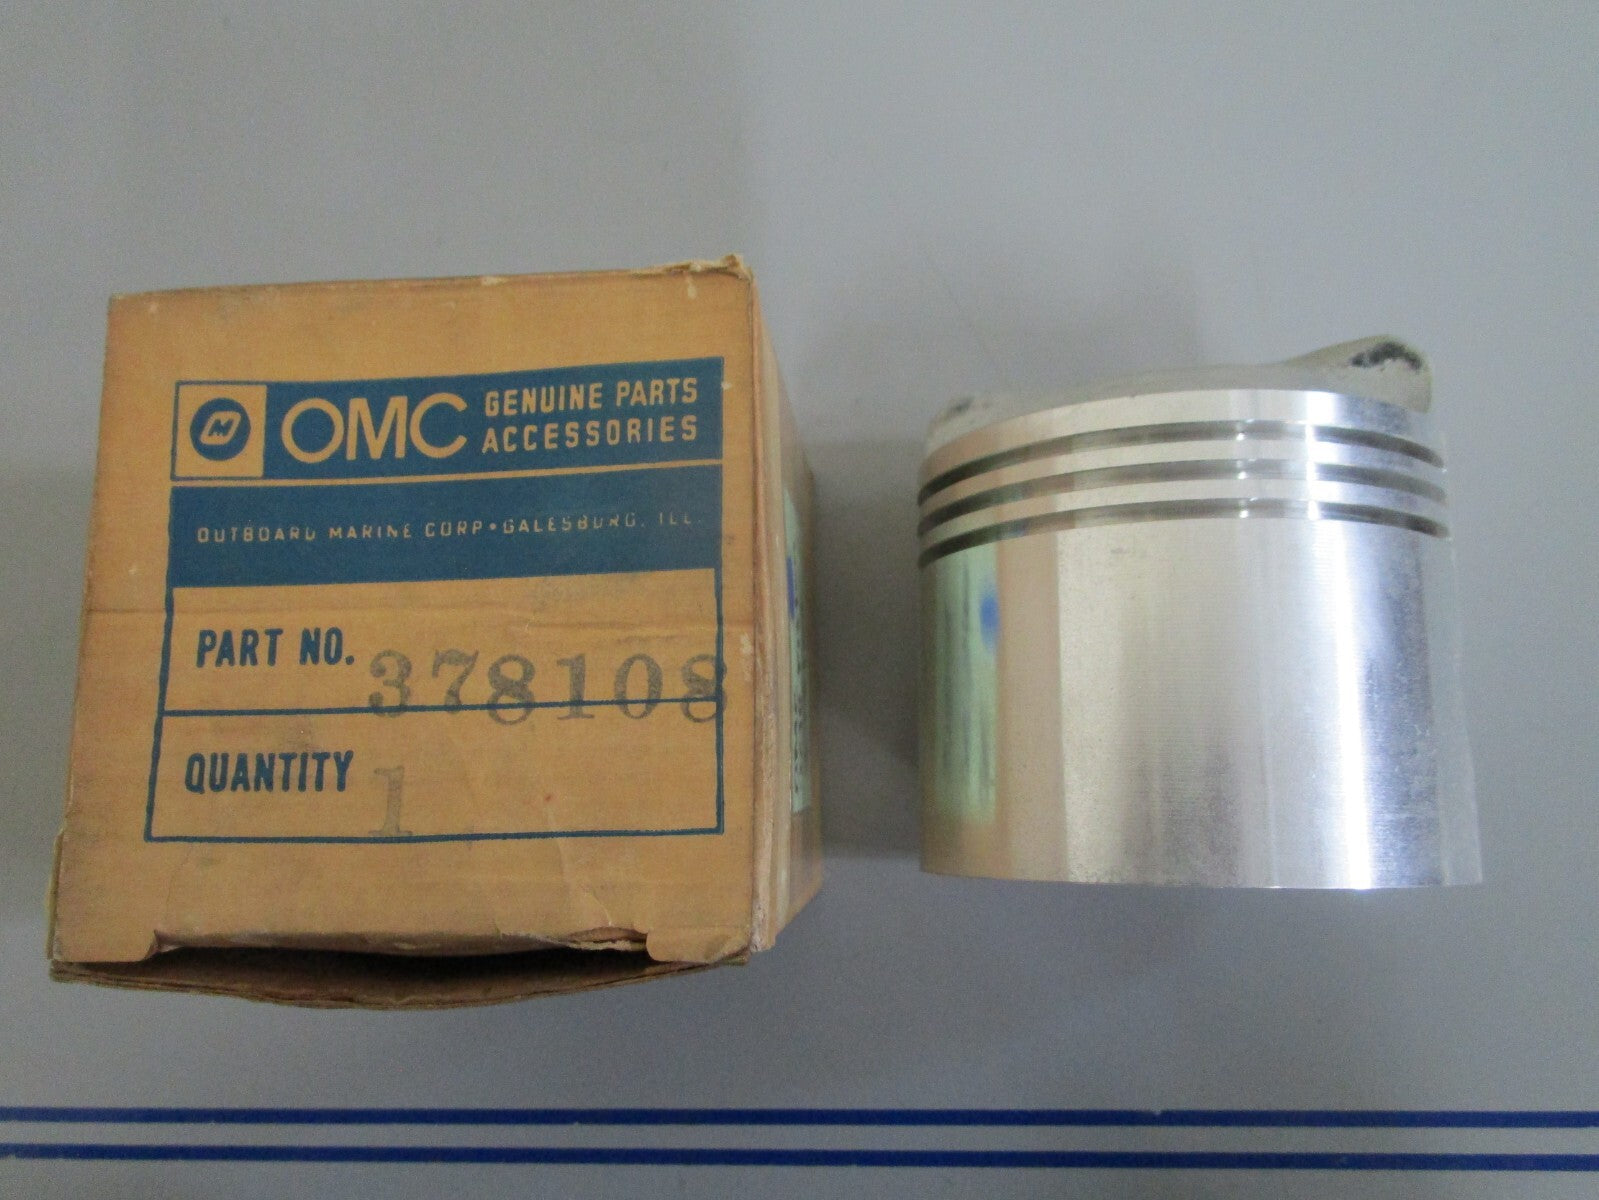 OMC GENUINE PARTS
ACCESSORIES
OUTBOARD MARINE CORP • GALESBURG, ILL.
PART NO. 378108
QUANTITY 1